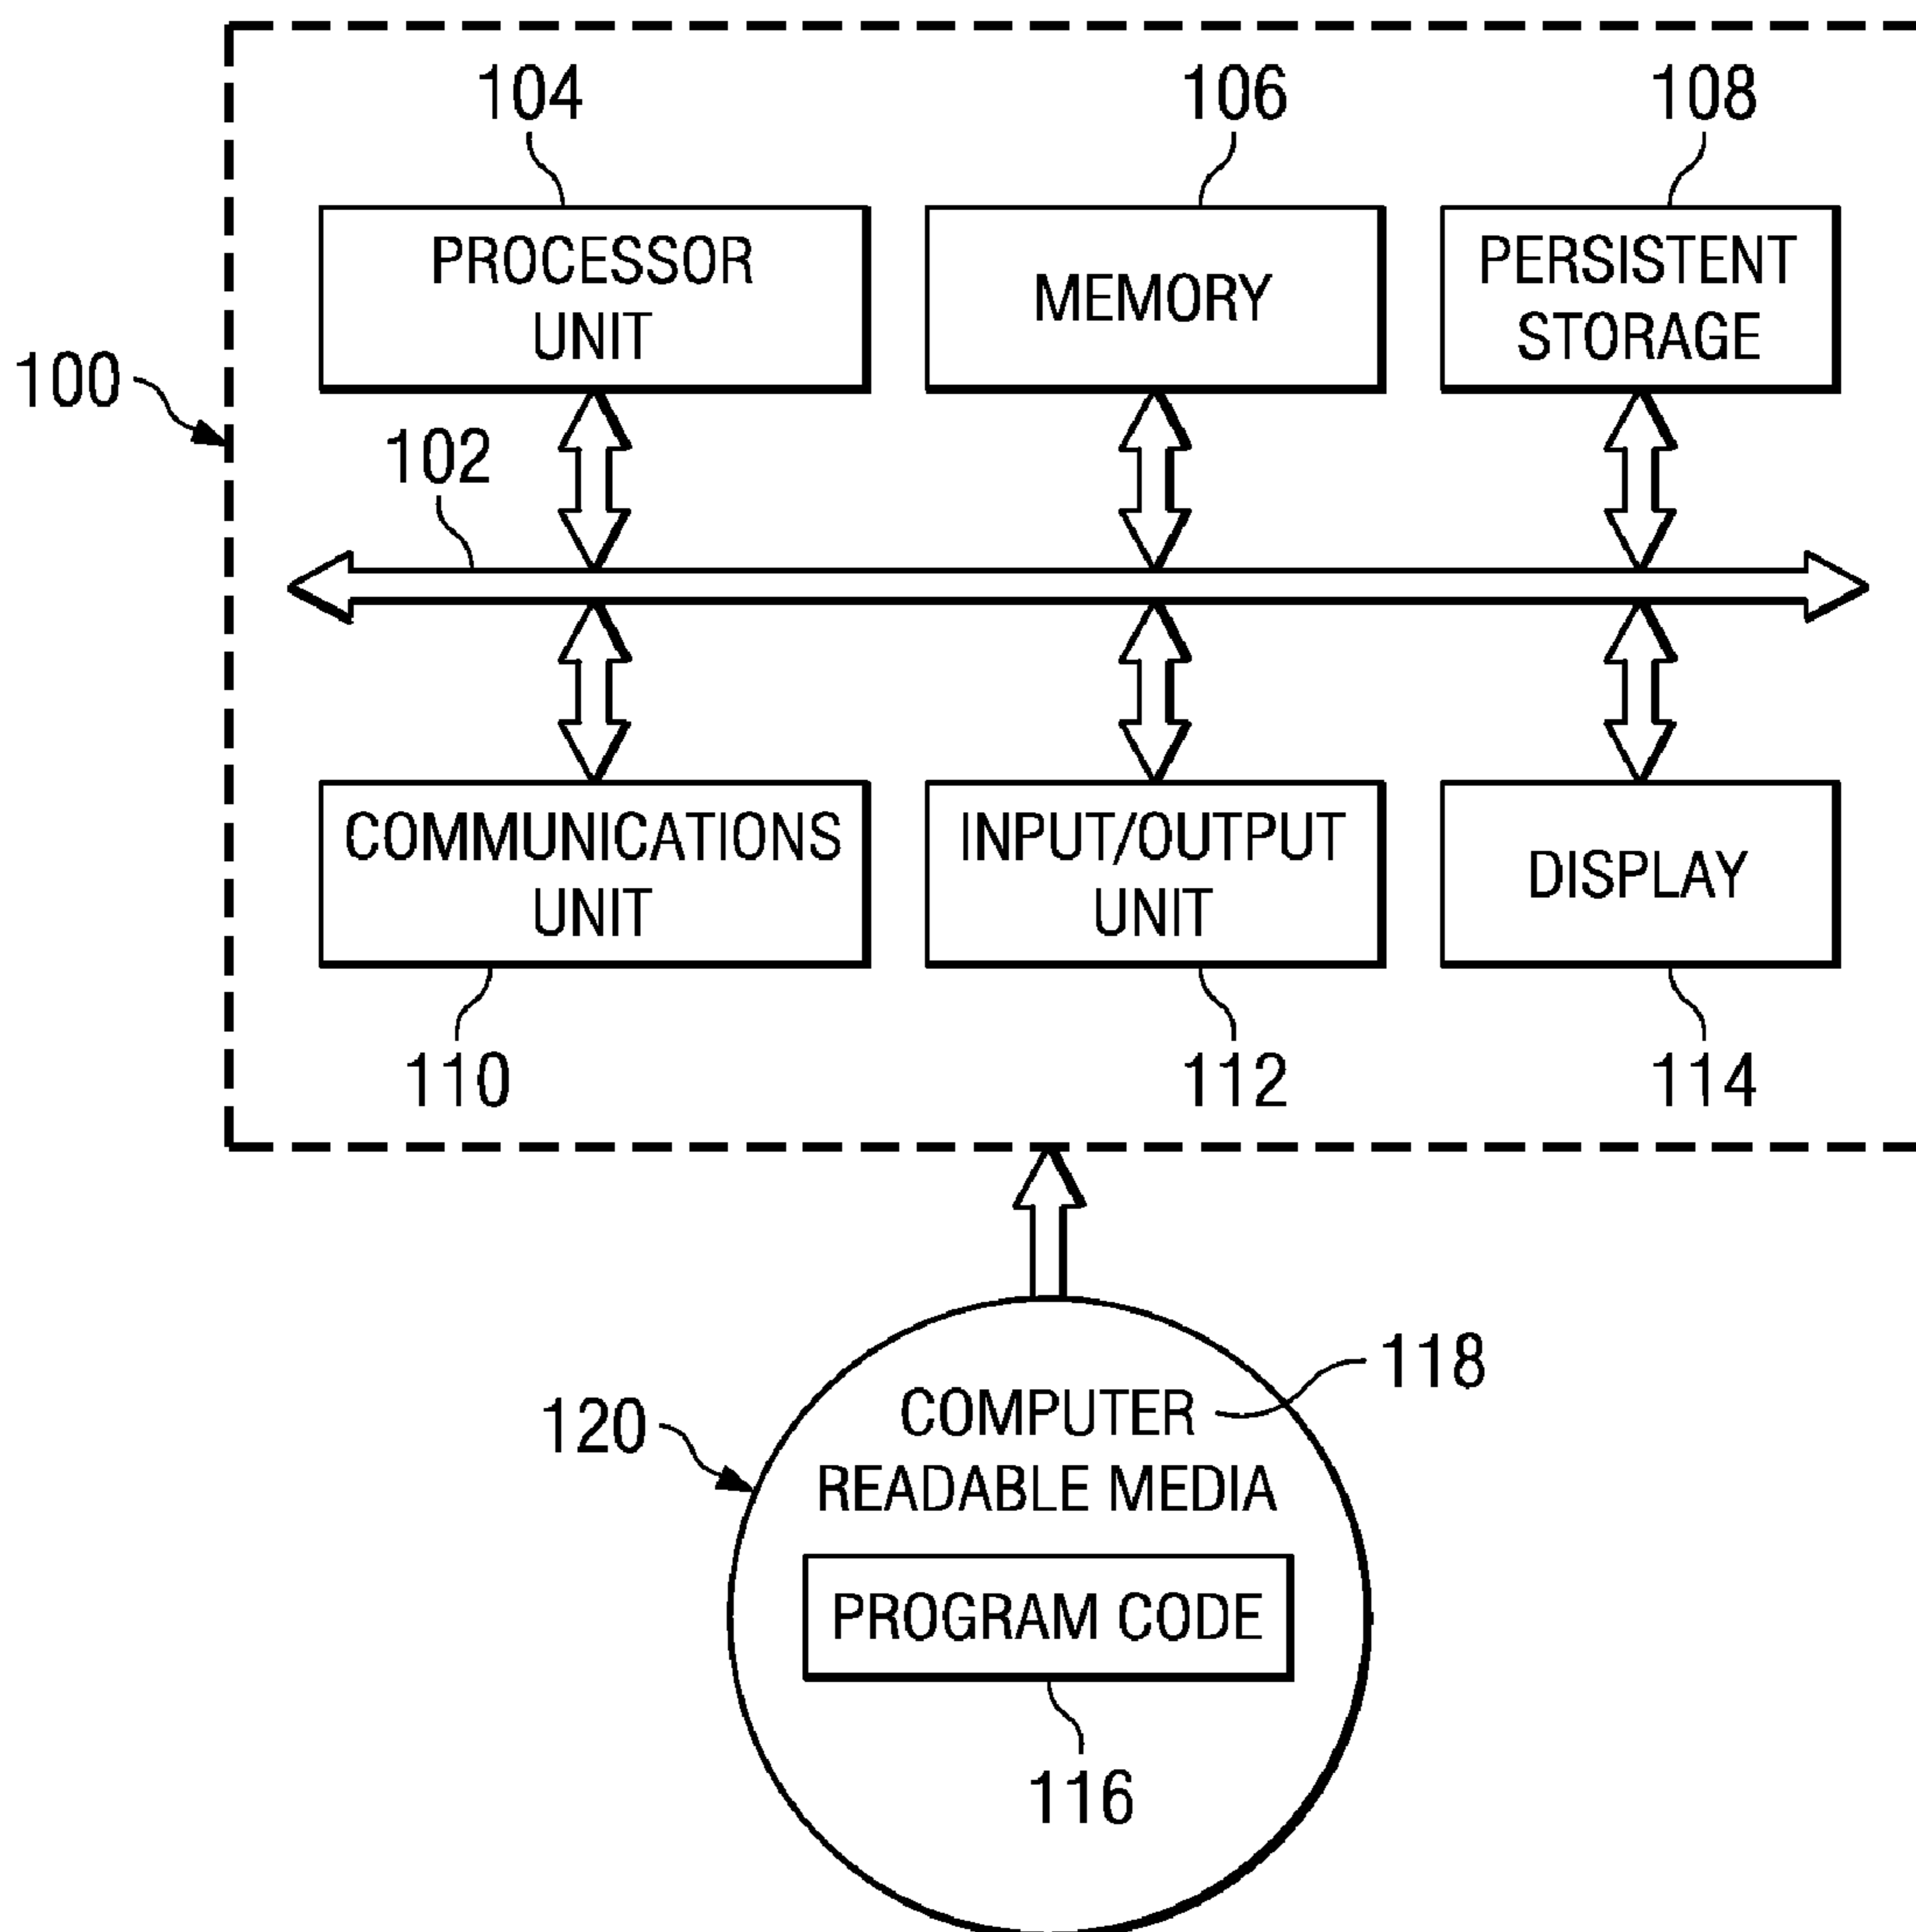 104
106
108
PROCESSOR
UNIT
MEMORY
PERSISTENT
STORAGE
100
102
COMMUNICATIONS
UNIT
INPUT/OUTPUT
UNIT
DISPLAY
110
112
114
118
120
COMPUTER
READABLE MEDIA
PROGRAM CODE
116